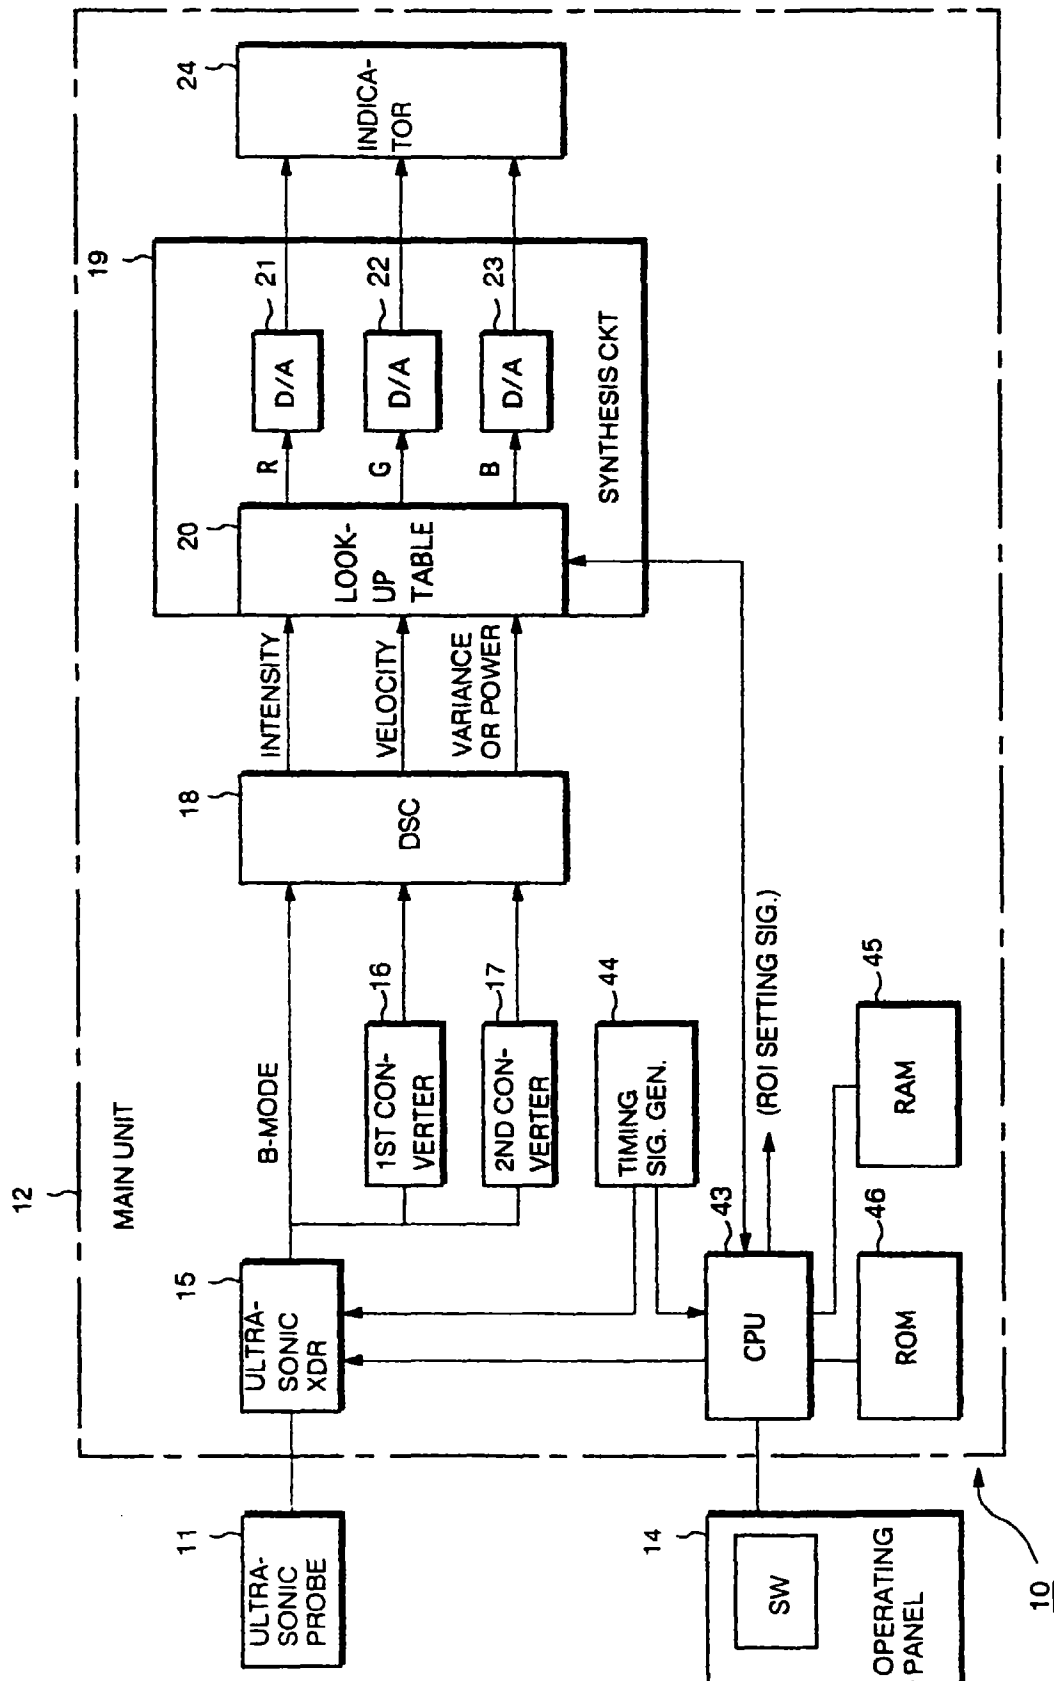 10
12
MAIN UNIT
11
ULTRA-
SONIC
PROBE
15
ULTRA-
SONIC
XDR
B-MODE
16
1ST CON-
VERTER
17
2ND CON-
VERTER
18
DSC
INTENSITY
VELOCITY
VARIANCE
OR POWER
19
20
LOOK-
UP
TABLE
R
G
B
21
D/A
22
D/A
23
D/A
SYNTHESIS CKT
24
INDICA-
TOR
44
TIMING
SIG. GEN.
43
CPU
(ROI SETTING SIG.)
45
RAM
46
ROM
14
SW
OPERATING
PANEL